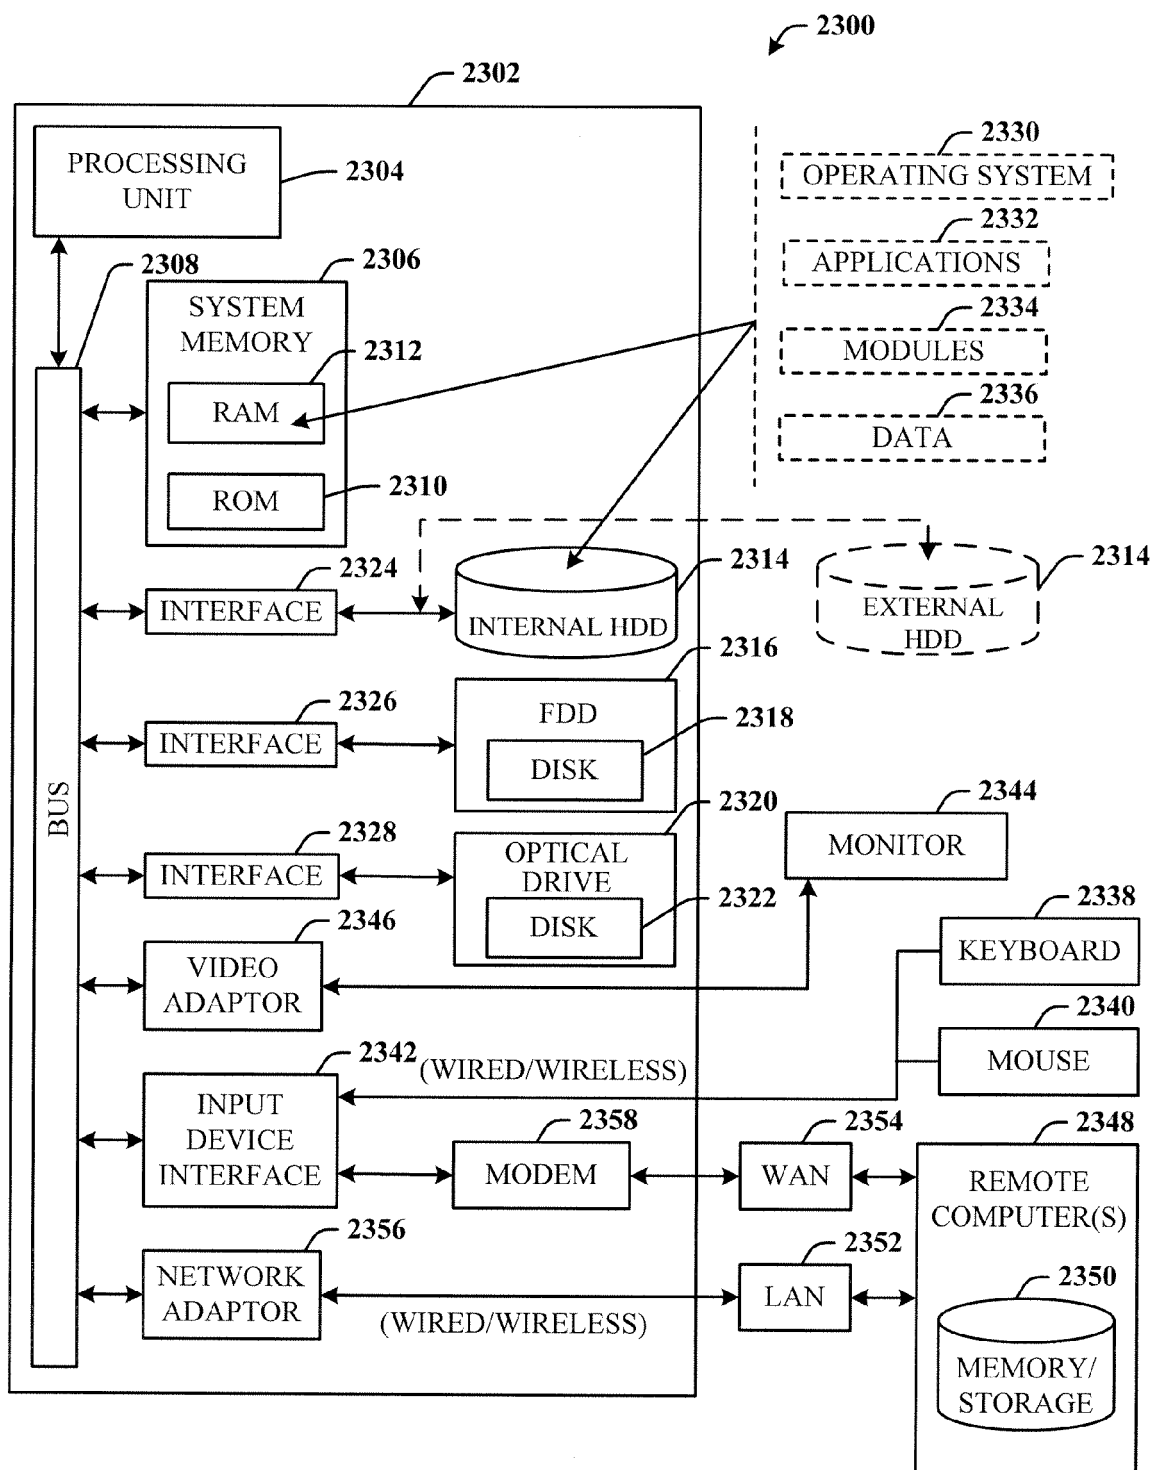 2300
2302
PROCESSING
UNIT
2304
2330
OPERATING SYSTEM
2332
APPLICATIONS
2334
MODULES
2336
DATA
2308
2306
SYSTEM
MEMORY
2312
RAM
2310
ROM
2324
INTERFACE
2314
INTERNAL HDD
2314
EXTERNAL
HDD
2316
FDD
2326
INTERFACE
2318
DISK
BUS
2320
OPTICAL
DRIVE
2328
INTERFACE
2322
DISK
2344
MONITOR
2346
VIDEO
ADAPTOR
2338
KEYBOARD
2340
MOUSE
2342
(WIRED/WIRELESS)
INPUT
DEVICE
INTERFACE
2358
MODEM
2354
WAN
2348
REMOTE
COMPUTER(S)
2356
NETWORK
ADAPTOR
(WIRED/WIRELESS)
2352
LAN
2350
MEMORY/
STORAGE